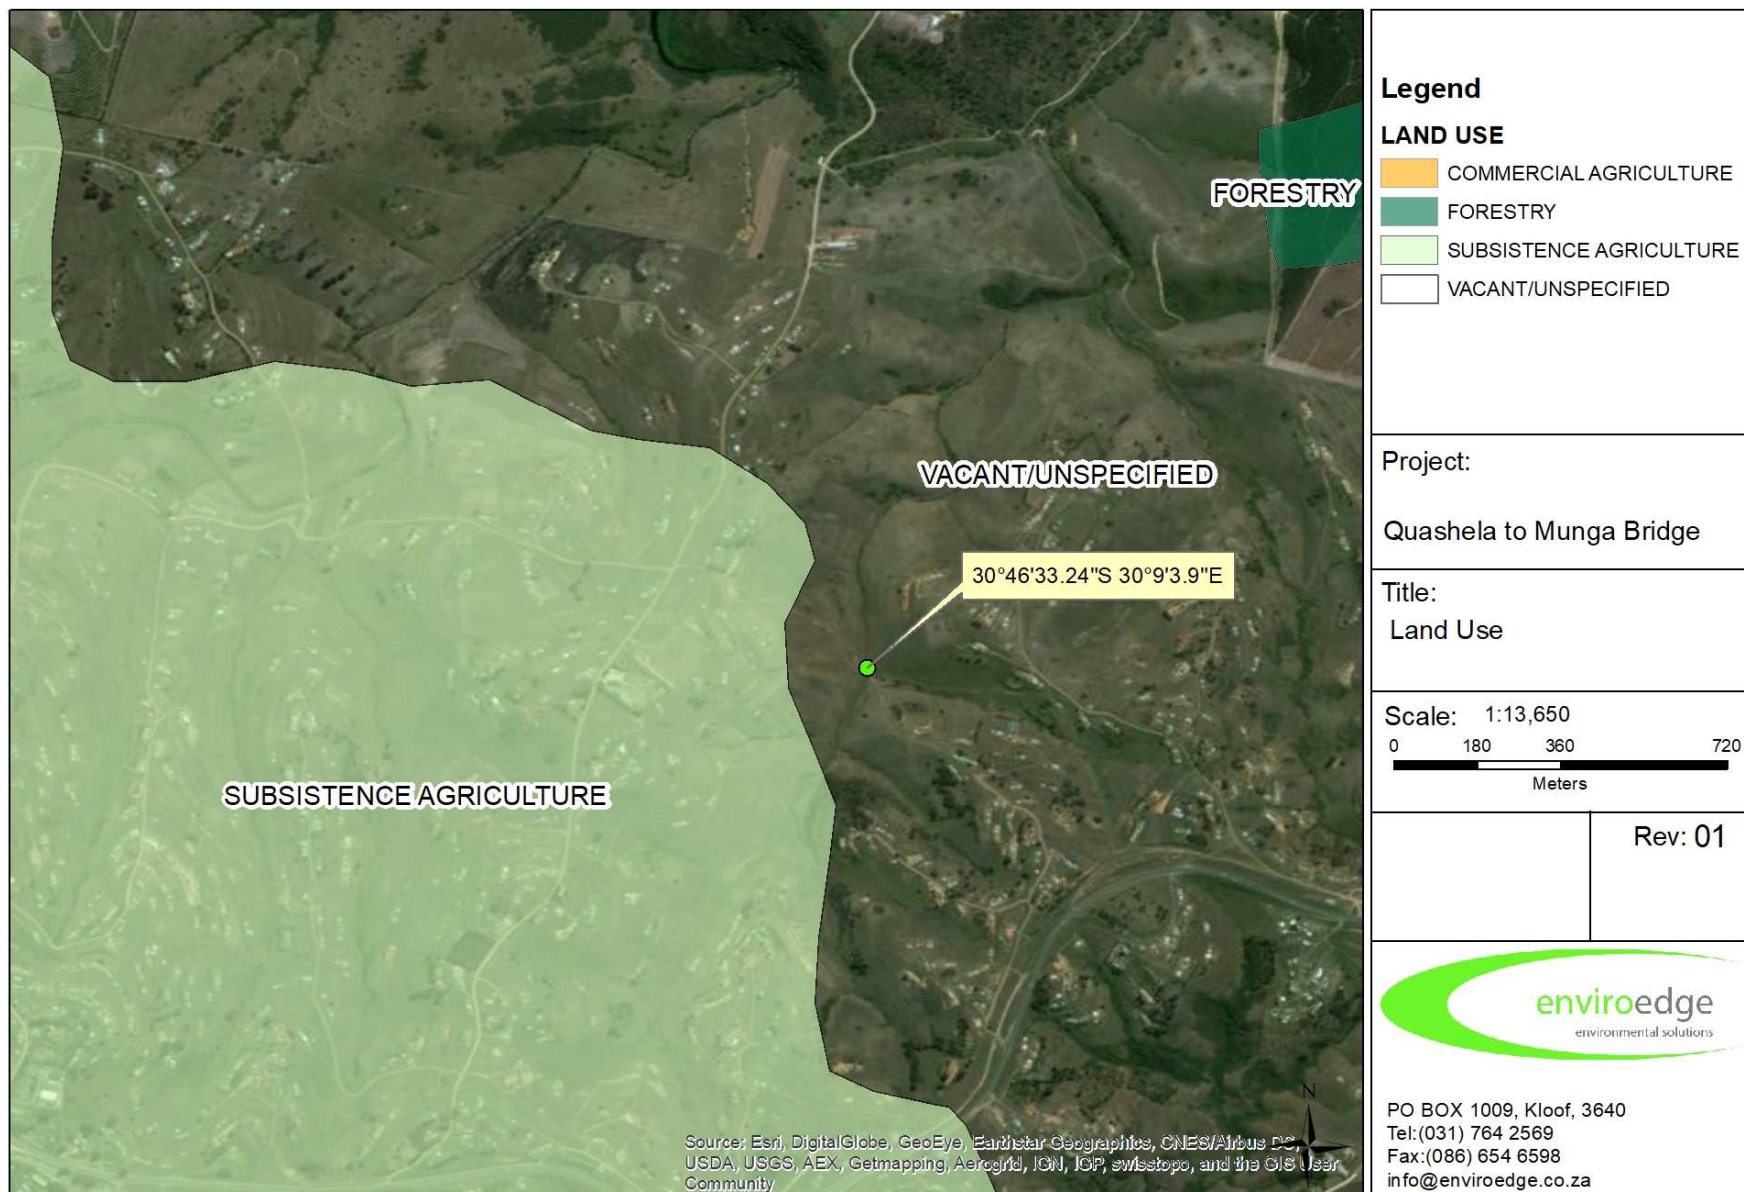 FORESTRY
VACANT/UNSPECIFIED
30°46'33.24"S 30°9'3.9"E
SUBSISTENCE AGRICULTURE
Source: Esri, DigitalGlobe, GeoEye, Earthstar Geographics, CNES/Airbus DS,
USDA, USGS, AEX, Getmapping, Aerogrid, IGN, IGP, swisstopo, and the GIS User
Community
N
Legend
LAND USE
COMMERCIAL AGRICULTURE
FORESTRY
SUBSISTENCE AGRICULTURE
VACANT/UNSPECIFIED
Project:
Quashela to Munga Bridge
Title:
Land Use
Scale: 1:13,650
0 180 360 720
Meters
Rev: 01
enviroedge
environmental solutions
PO BOX 1009, Kloof, 3640
Tel:(031) 764 2569
Fax:(086) 654 6598
info@enviroedge.co.za